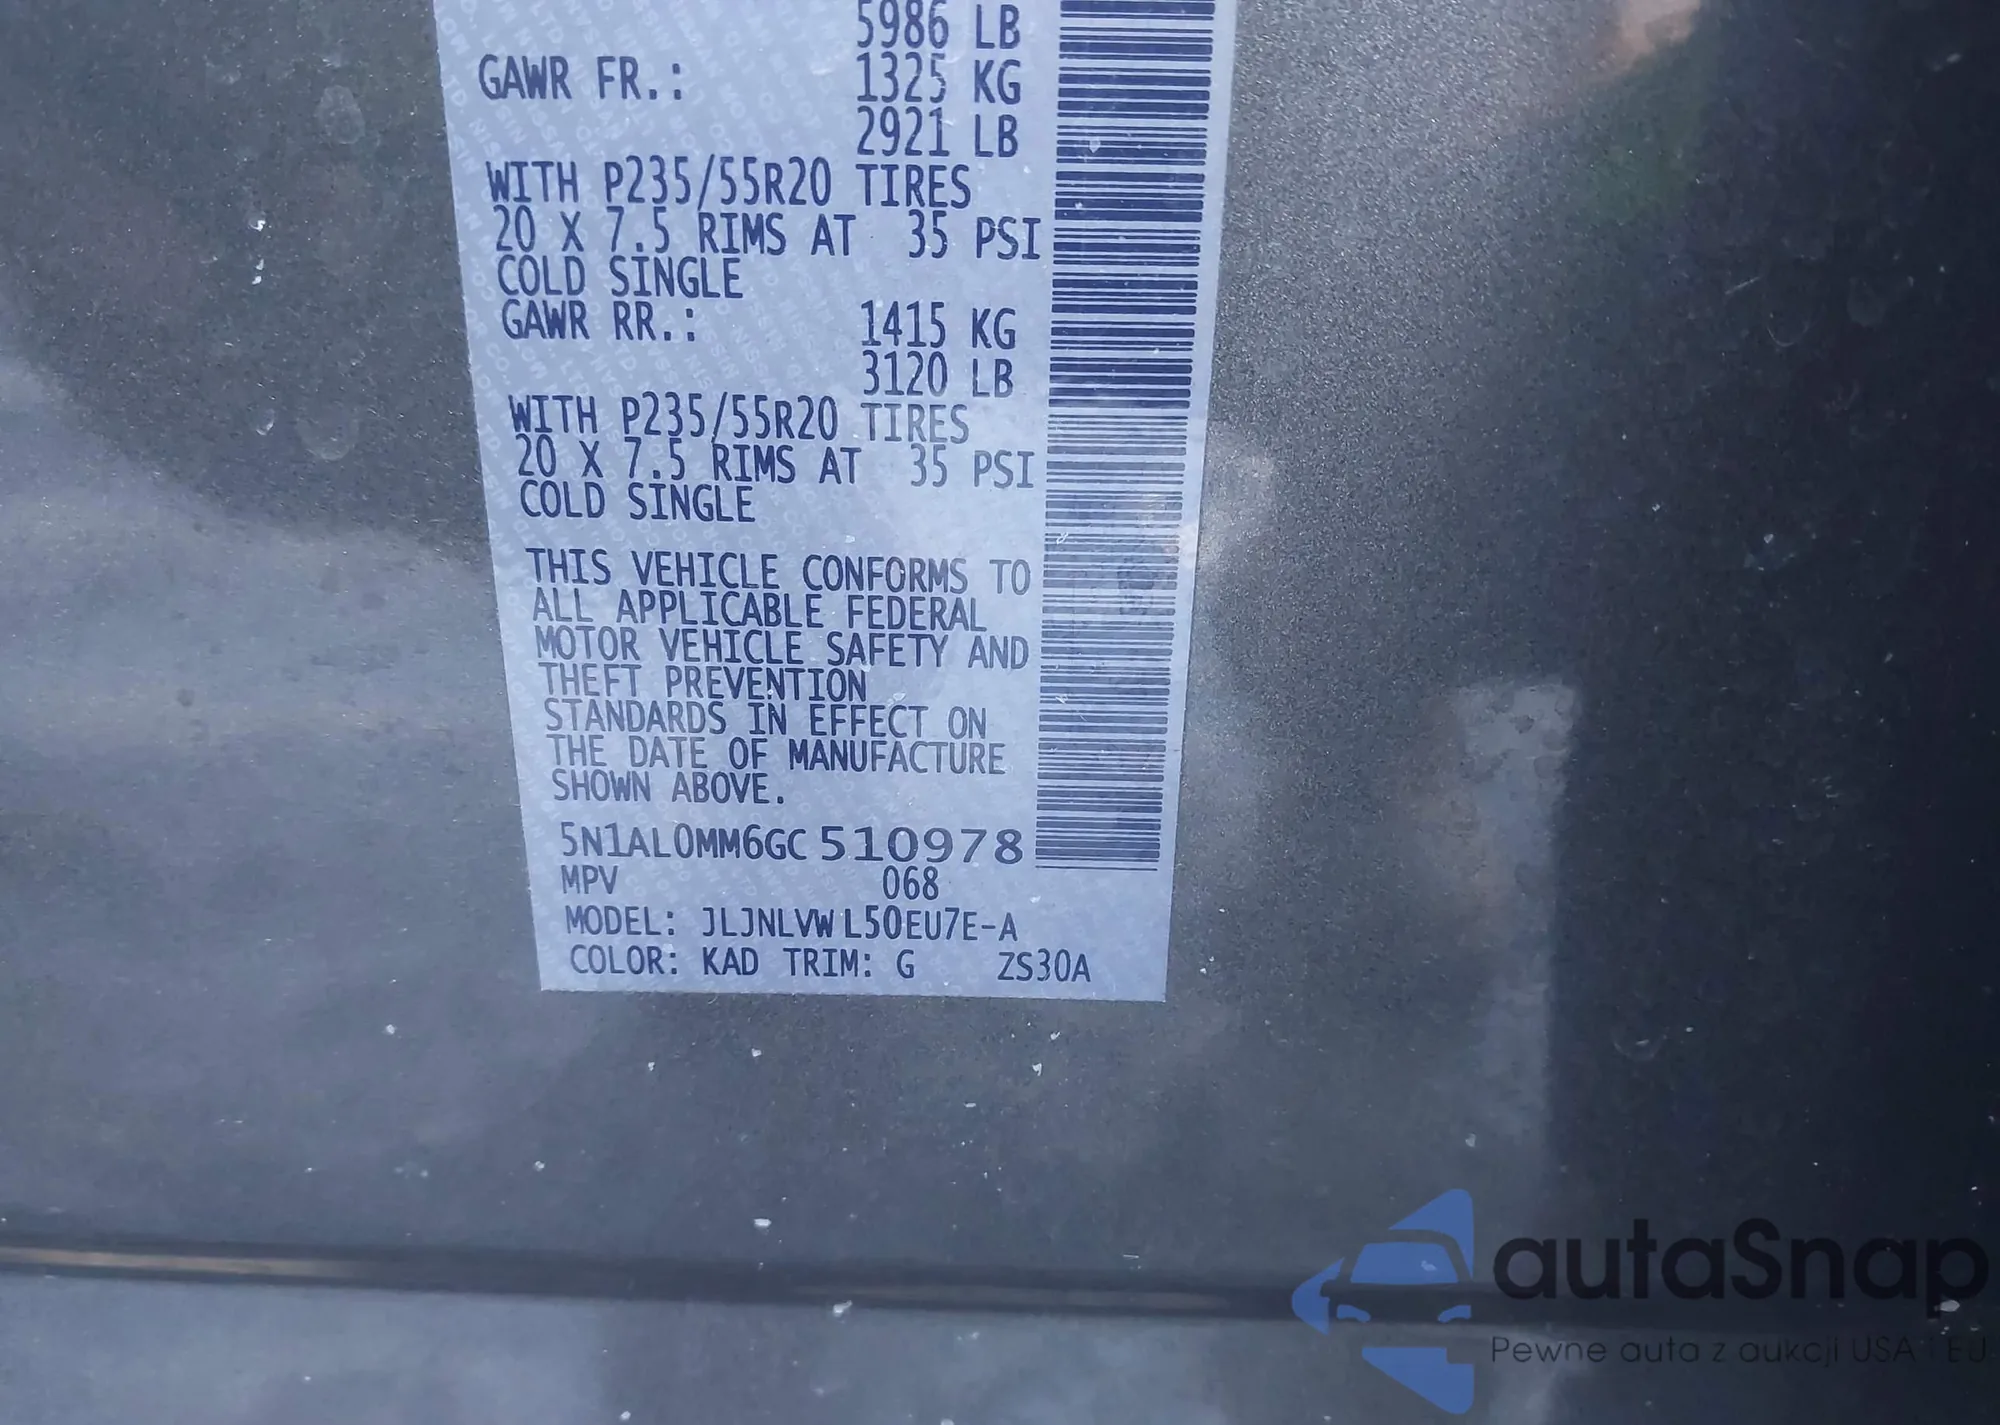 5986 LB
GAWR FR.: 1325 KG
2921 LB
WITH P235/55R20 TIRES
20 X 7.5 RIMS AT 35 PSI
COLD SINGLE
GAWR RR.: 1415 KG
3120 LB
WITH P235/55R20 TIRES
20 X 7.5 RIMS AT 35 PSI
COLD SINGLE
THIS VEHICLE CONFORMS TO
ALL APPLICABLE FEDERAL
MOTOR VEHICLE SAFETY AND
THEFT PREVENTION
STANDARDS IN EFFECT ON
THE DATE OF MANUFACTURE
SHOWN ABOVE.
5N1AL0MM6GC510978
MPV 068
MODEL: JLJNLVW L50EU7E-A
COLOR: KAD TRIM: G ZS30A
autaSnap
Pewne auta z aukcji USA i EU